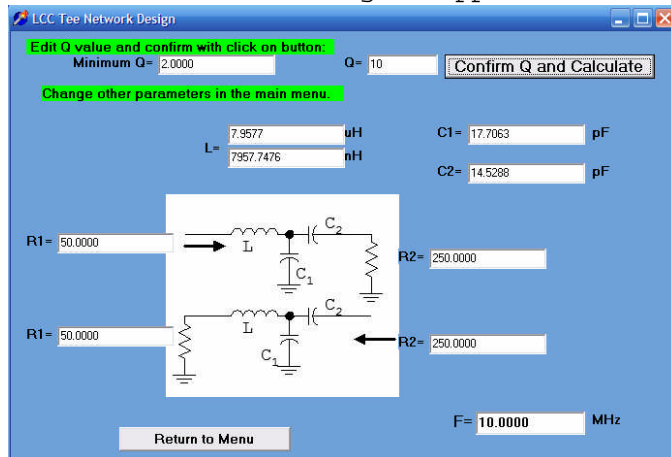 LCC Tee Network Design
Edit Q value and confirm with click on button:
Minimum Q= 2.0000 Q= 10 Confirm Q and Calculate
Change other parameters in the main menu.
L= 7.9577 uH
7957.7476 nH
C1= 17.7063 pF
C2= 14.5288 pF
R1= 50.0000
L C1 C2
R2= 250.0000
R1= 50.0000
L C1 C2
R2= 250.0000
F= 10.0000 MHz
Return to Menu